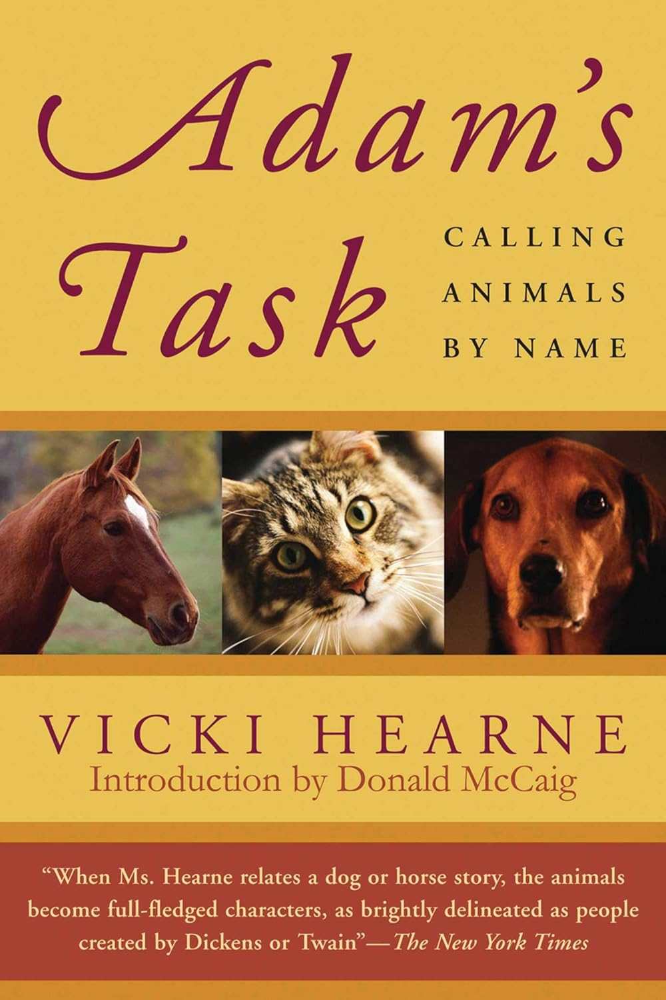 Adam's
Task
CALLING
ANIMALS
BY NAME
VICKI HEARNE
Introduction by Donald McCaig
“When Ms. Hearne relates a dog or horse story, the animals
become full-fledged characters, as brightly delineated as people
created by Dickens or Twain”—The New York Times